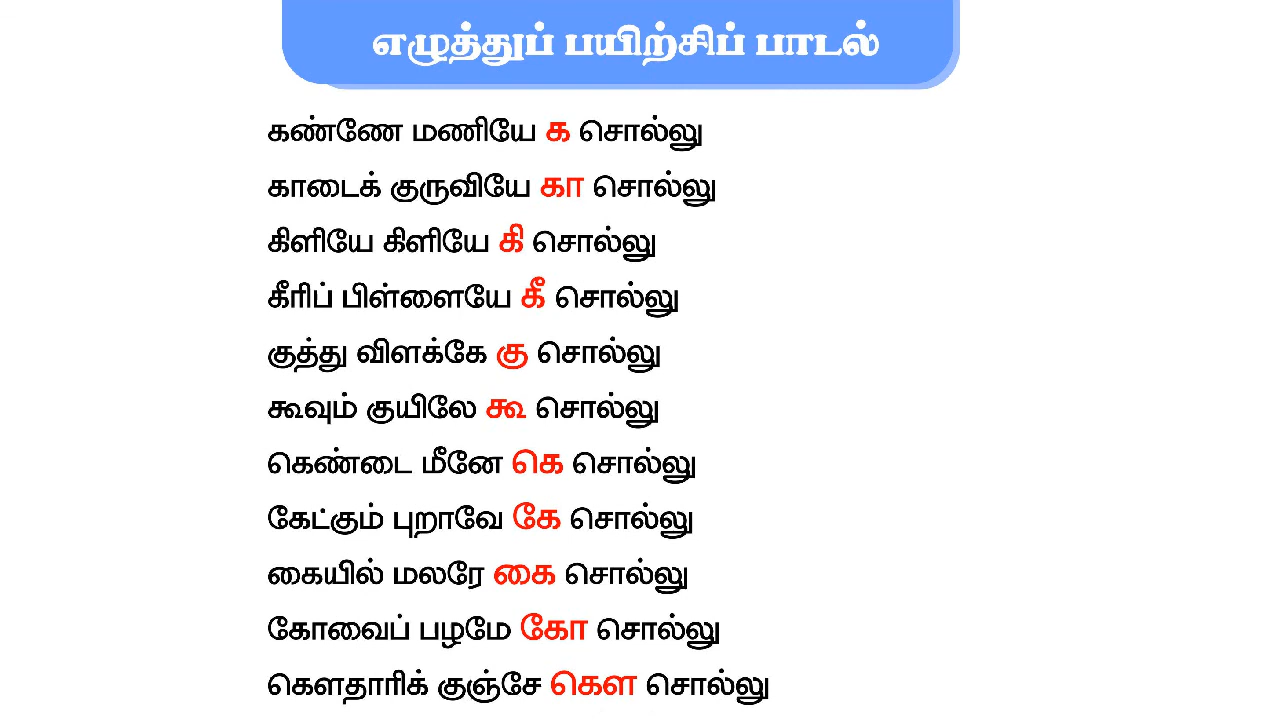 எழுத்துப் பயிற்சிப் பாடல்
கண்ணே மணியே க சொல்லு
காடைக் குருவியே கா சொல்லு
கிளியே கிளியே கி சொல்லு
கீரிப் பிள்ளையே கீ சொல்லு
குத்து விளக்கே கு சொல்லு
கூவும் குயிலே கூ சொல்லு
கெண்டை மீனே கெ சொல்லு
கேட்கும் புறாவே கே சொல்லு
கையில் மலரே கை சொல்லு
கோவைப் பழமே கோ சொல்லு
கௌதாரிக் குஞ்சே கௌ சொல்லு